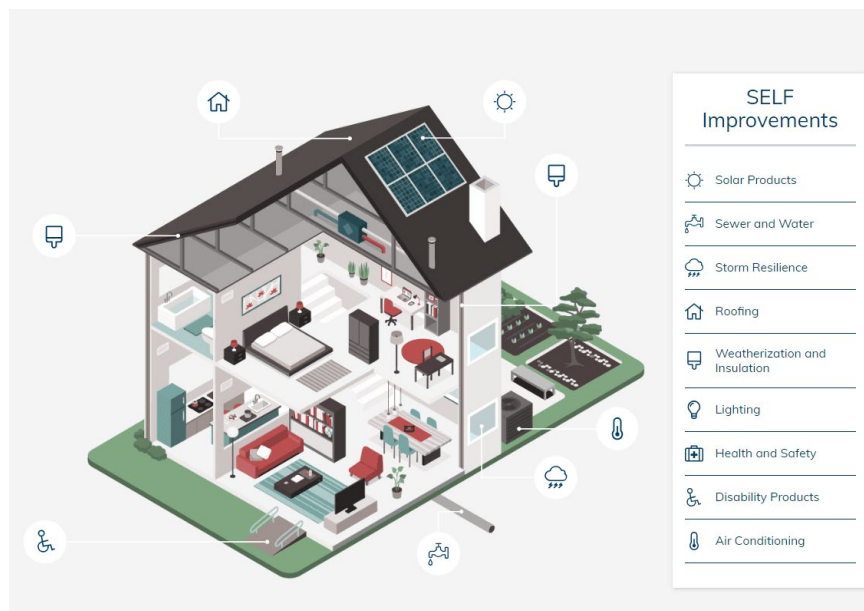 SELF
Improvements
Solar Products
Sewer and Water
Storm Resilience
Roofing
Weatherization and
Insulation
Lighting
Health and Safety
Disability Products
Air Conditioning